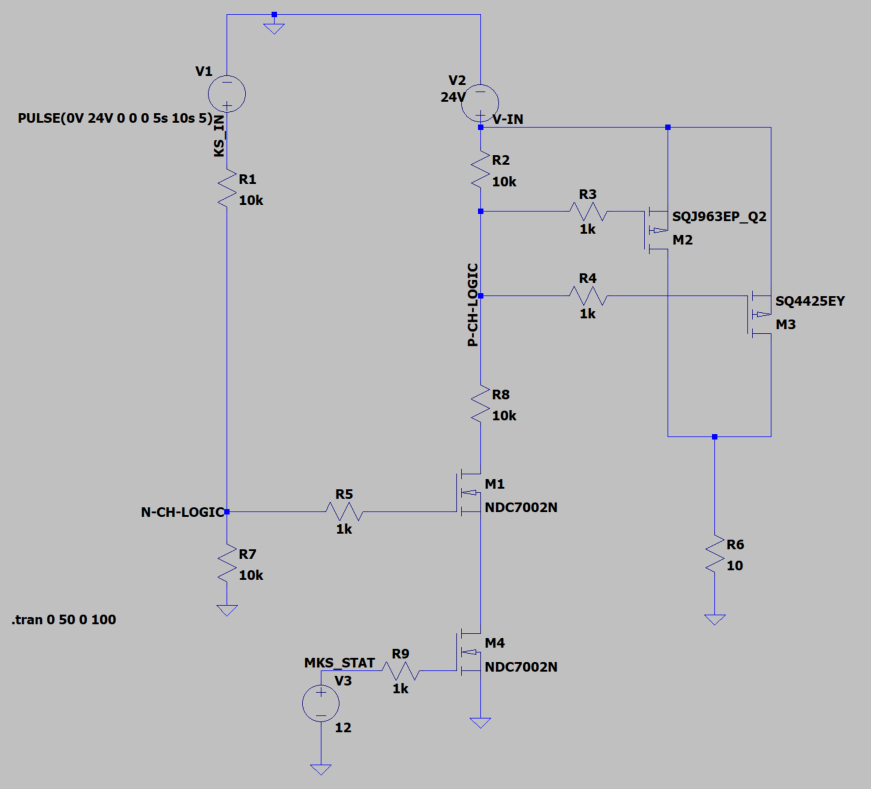 V1
PULSE(0V 24V 0 0 0 5s 10s 5)
KS_IN
R1
10k
V2
24V
V-IN
R2
10k
R3
1k
SQJ963EP_Q2
M2
R4
1k
SQ4425EY
M3
P-CH-LOGIC
R8
10k
M1
NDC7002N
N-CH-LOGIC
R5
1k
R7
10k
R6
10
.tran 0 50 0 100
M4
NDC7002N
MKS_STAT
R9
1k
V3
12